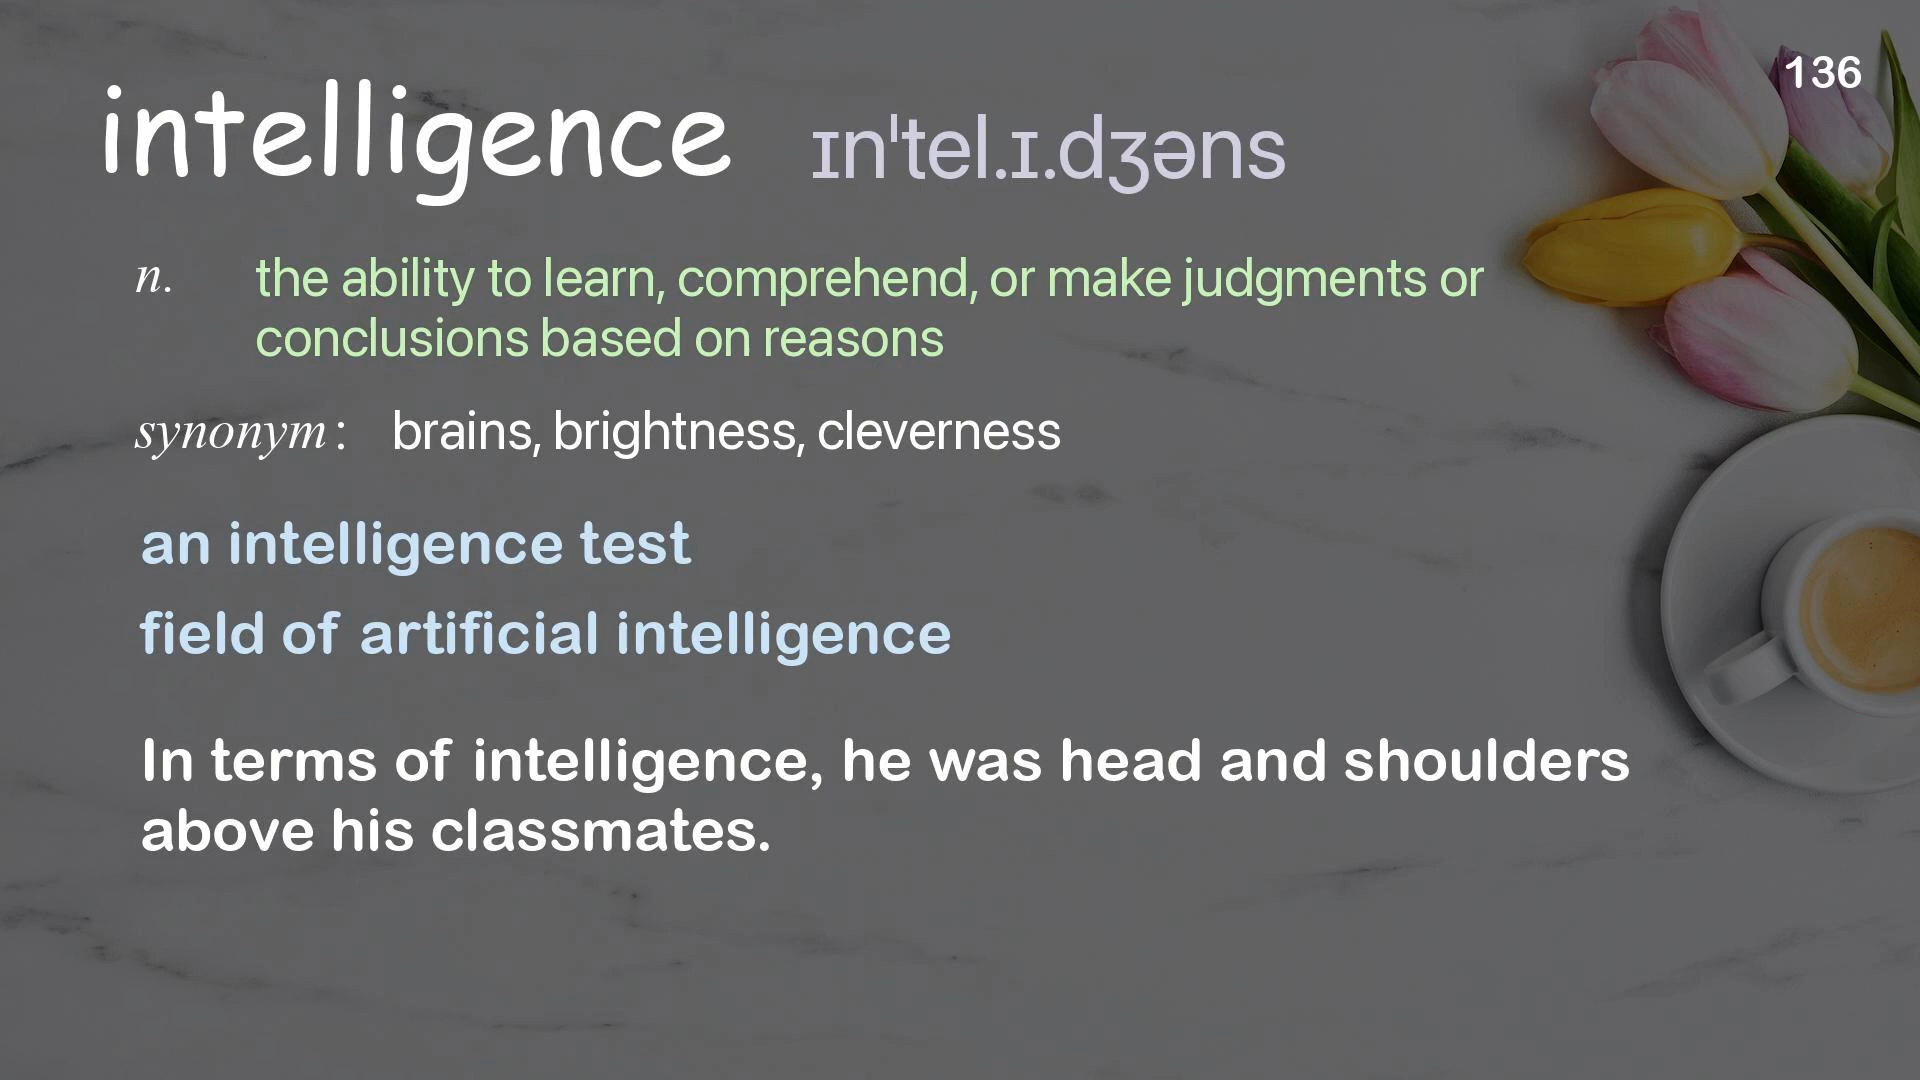 136
intelligence ɪnˈtel.ɪ.dʒəns
n. the ability to learn, comprehend, or make judgments or
conclusions based on reasons
synonym: brains, brightness, cleverness
an intelligence test
field of artificial intelligence
In terms of intelligence, he was head and shoulders
above his classmates.